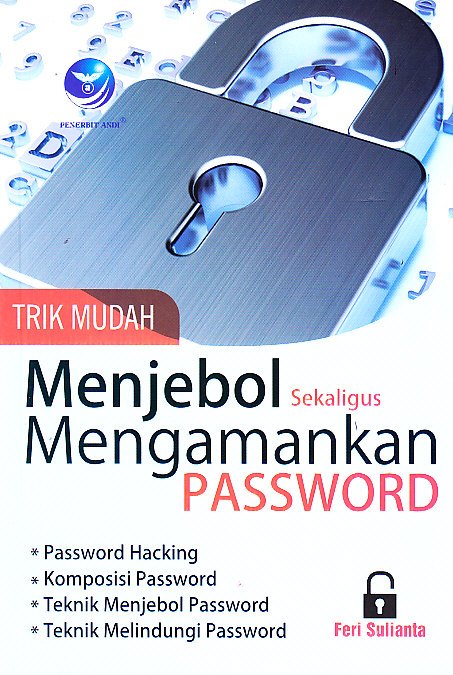 PENERBIT ANDI®
TRIK MUDAH
Menjebol Sekaligus
Mengamankan
PASSWORD
* Password Hacking
* Komposisi Password
* Teknik Menjebol Password
* Teknik Melindungi Password
Feri Sulianta